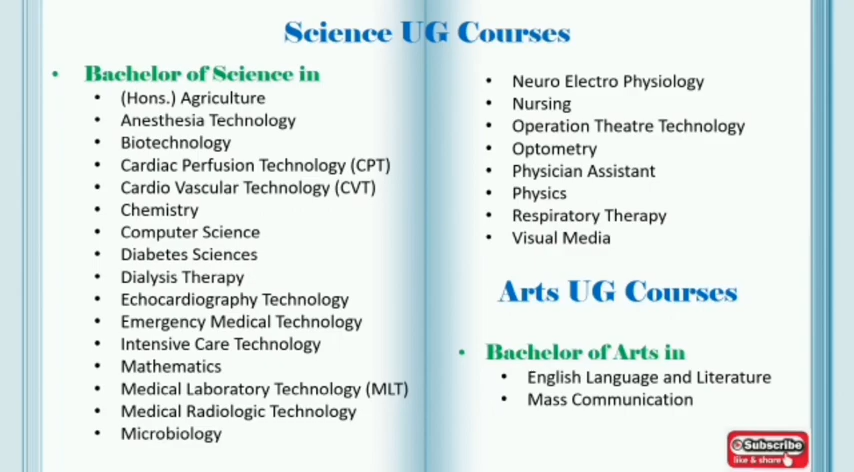 Science UG Courses
• Bachelor of Science in
• (Hons.) Agriculture
• Anesthesia Technology
• Biotechnology
• Cardiac Perfusion Technology (CPT)
• Cardio Vascular Technology (CVT)
• Chemistry
• Computer Science
• Diabetes Sciences
• Dialysis Therapy
• Echocardiography Technology
• Emergency Medical Technology
• Intensive Care Technology
• Mathematics
• Medical Laboratory Technology (MLT)
• Medical Radiologic Technology
• Microbiology
• Neuro Electro Physiology
• Nursing
• Operation Theatre Technology
• Optometry
• Physician Assistant
• Physics
• Respiratory Therapy
• Visual Media
Arts UG Courses
• Bachelor of Arts in
• English Language and Literature
• Mass Communication
Subscribe
like & share